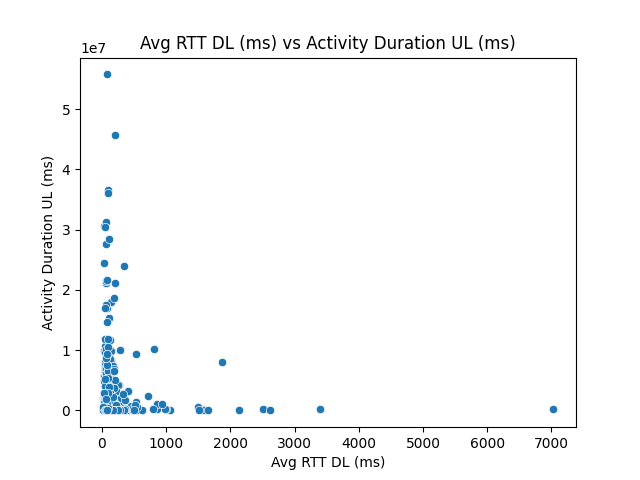 Avg RTT DL (ms) vs Activity Duration UL (ms)
1e7
5
4
3
2
1
0
Activity Duration UL (ms)
0 1000 2000 3000 4000 5000 6000 7000
Avg RTT DL (ms)